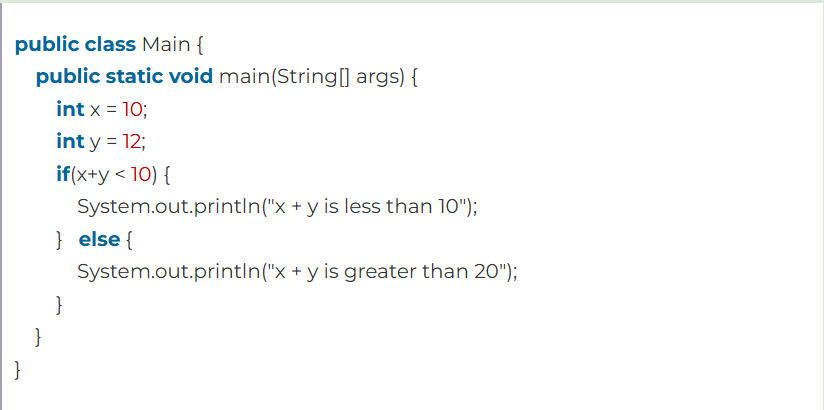 public class Main {
public static void main(String[] args) {
int x = 10;
int y = 12;
if(x+y < 10) {
System.out.println("x + y is less than 10");
} else {
System.out.println("x + y is greater than 20");
}
}
}